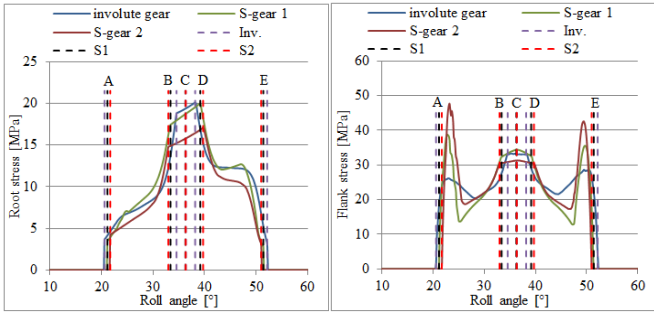 involute gear S-gear 1
S-gear 2 Inv.
S1 S2
A B C D E
25
20
15
10
5
0
Root stress [MPa]
10 20 30 40 50 60
Roll angle [°]
involute gear S-gear 1
S-gear 2 Inv.
S1 S2
A B C D E
60
50
40
30
20
10
0
Flank stress [MPa]
10 20 30 40 50 60
Roll angle [°]